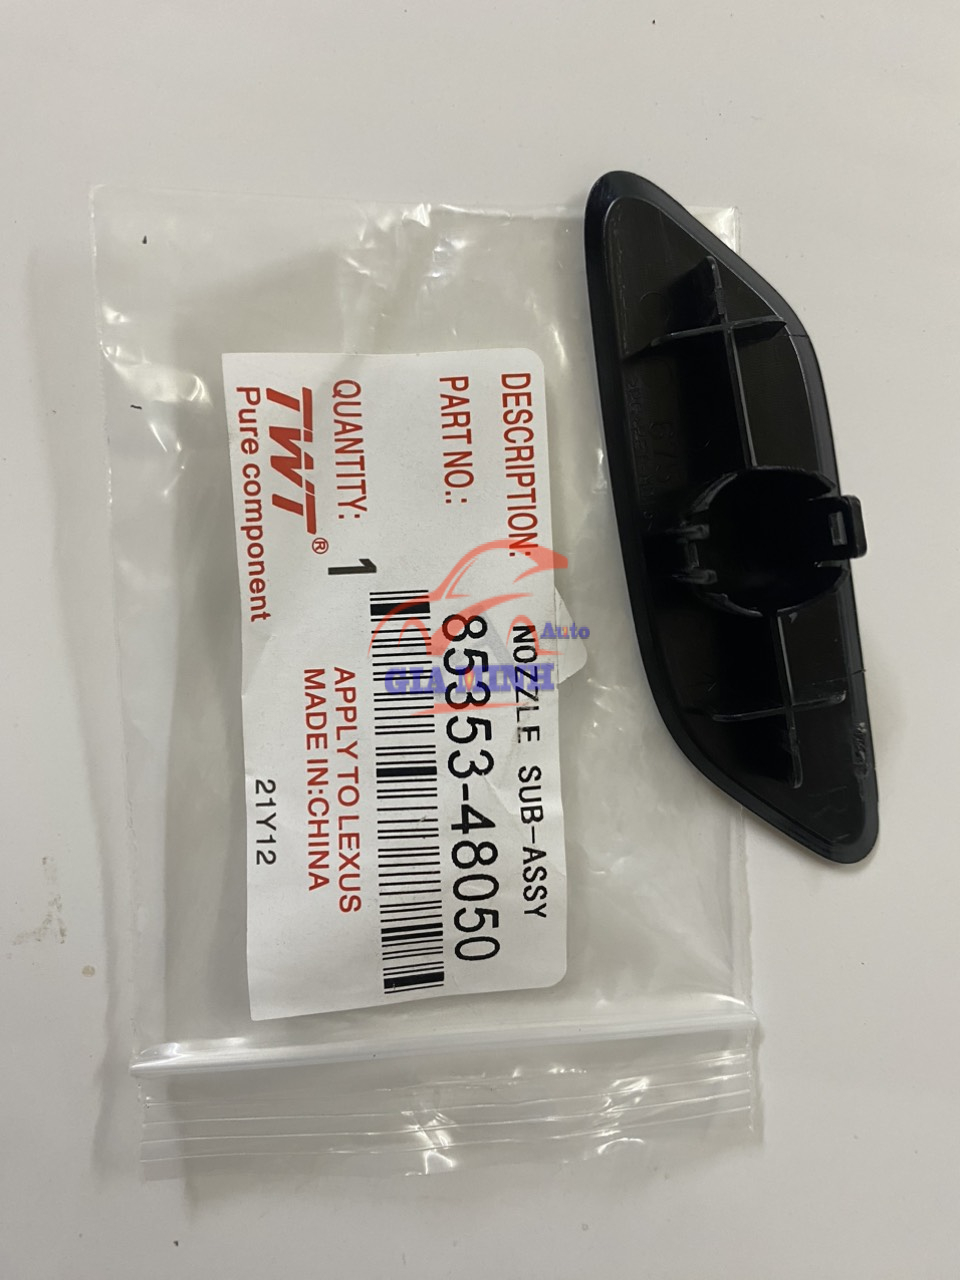 DESCRIPTION: NOZZLE SUB-ASSY
PART NO.: 85353-48050
QUANTITY: 1
APPLY TO LEXUS
MADE IN:CHINA
TWT®
Pure component
21Y12
Auto
GIA MINH